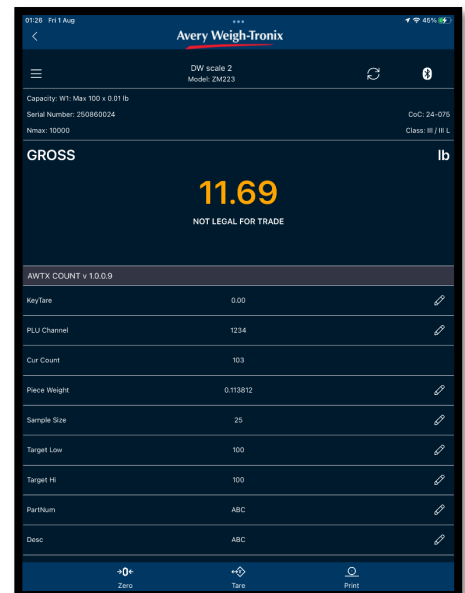 01:26 Fri 1 Aug
45%
Avery Weigh-Tronix
DW scale 2
Model: ZM223
Capacity: W1: Max 100 x 0.01 lb
Serial Number: 250860024
CoC: 24-075
Nmax: 10000
Class: III / III L
GROSS
lb
11.69
NOT LEGAL FOR TRADE
AWTX COUNT v 1.0.0.9
KeyTare 0.00
PLU Channel 1234
Cur Count 103
Piece Weight 0.113812
Sample Size 25
Target Low 100
Target Hi 100
PartNum ABC
Desc ABC
→0←
Zero
Tare
Print